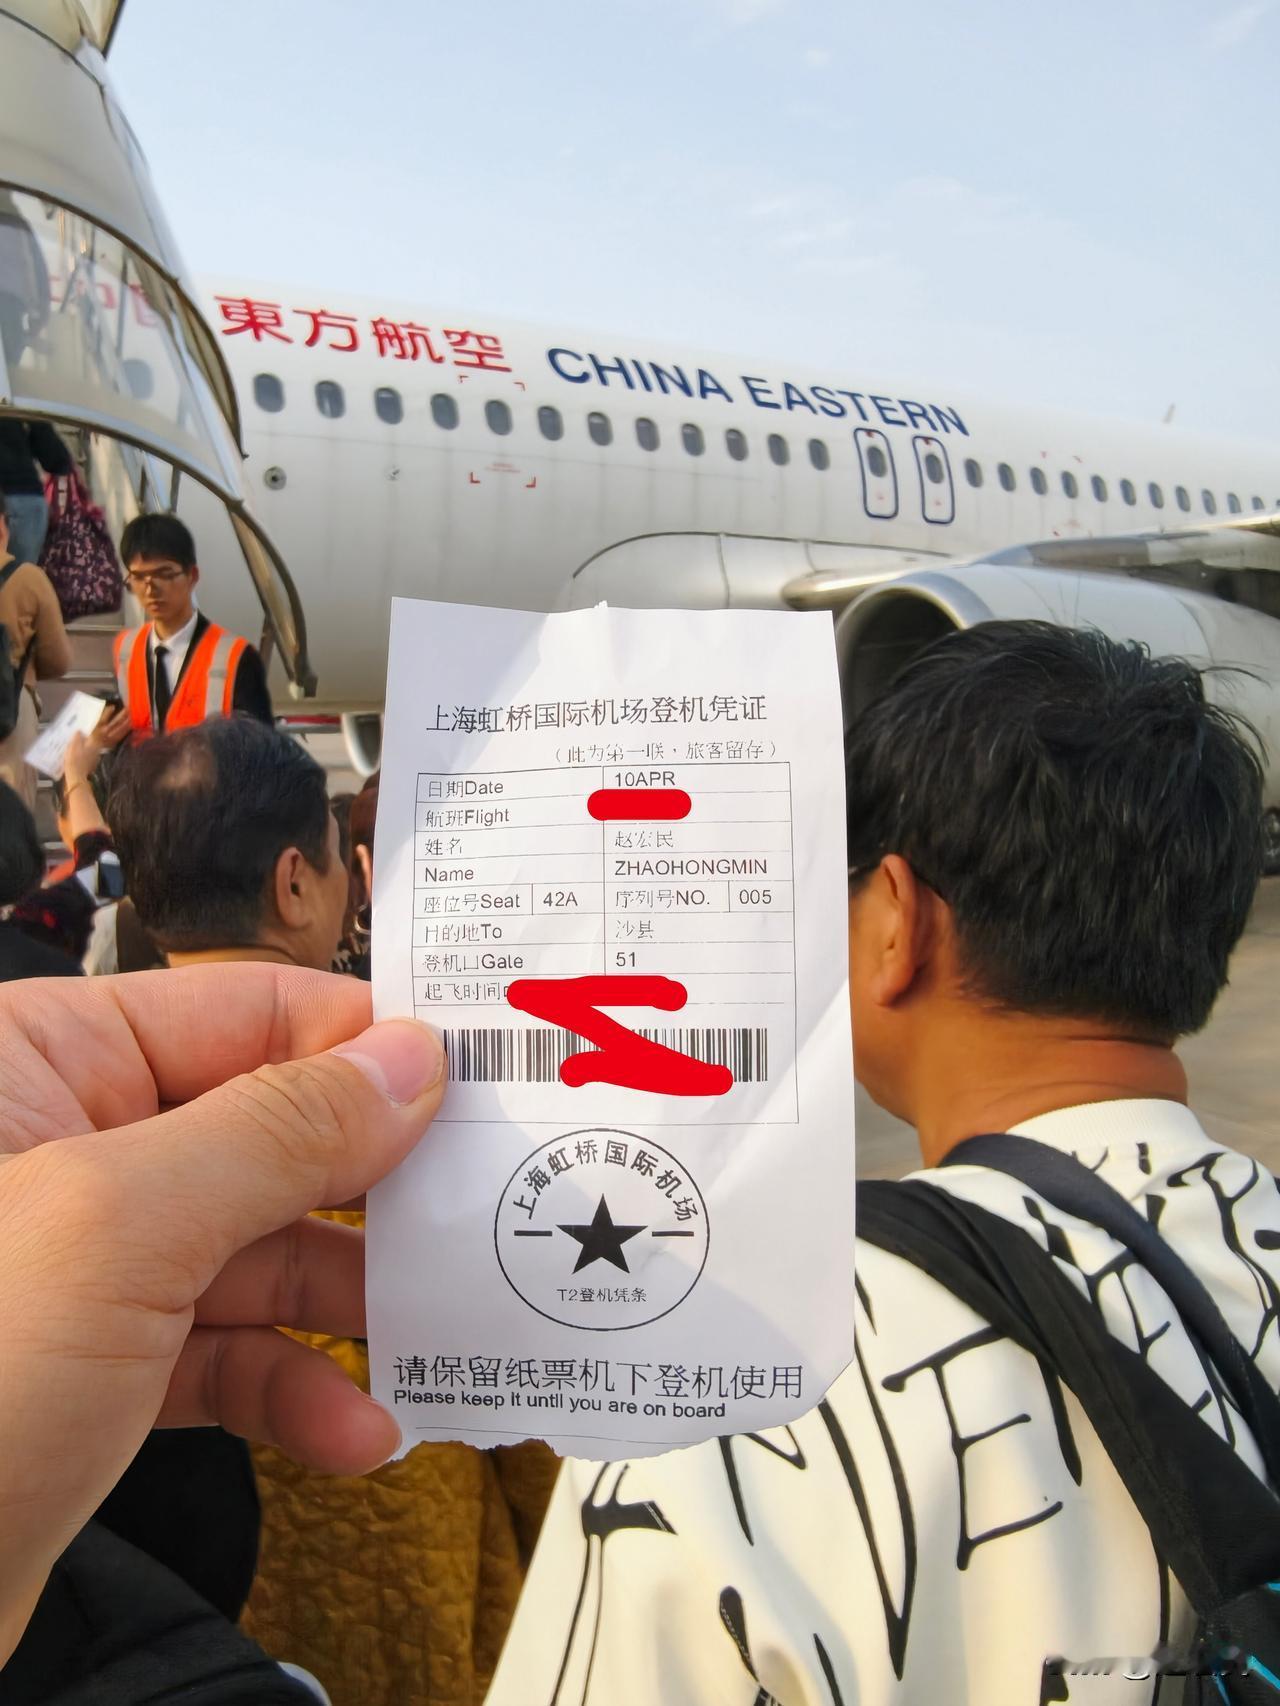 東方航空 CHINA EASTERN
上海虹桥国际机场登机凭证
（此为第一联，旅客留存）
日期Date 10APR
航班Flight
姓名 赵宏民
Name ZHAOHONGMIN
座位号Seat 42A 序列号NO. 005
目的地To 沙县
登机口Gate 51
起飞时间
上海虹桥国际机场
T2登机凭条
请保留纸票机下登机使用
Please keep it until you are on board